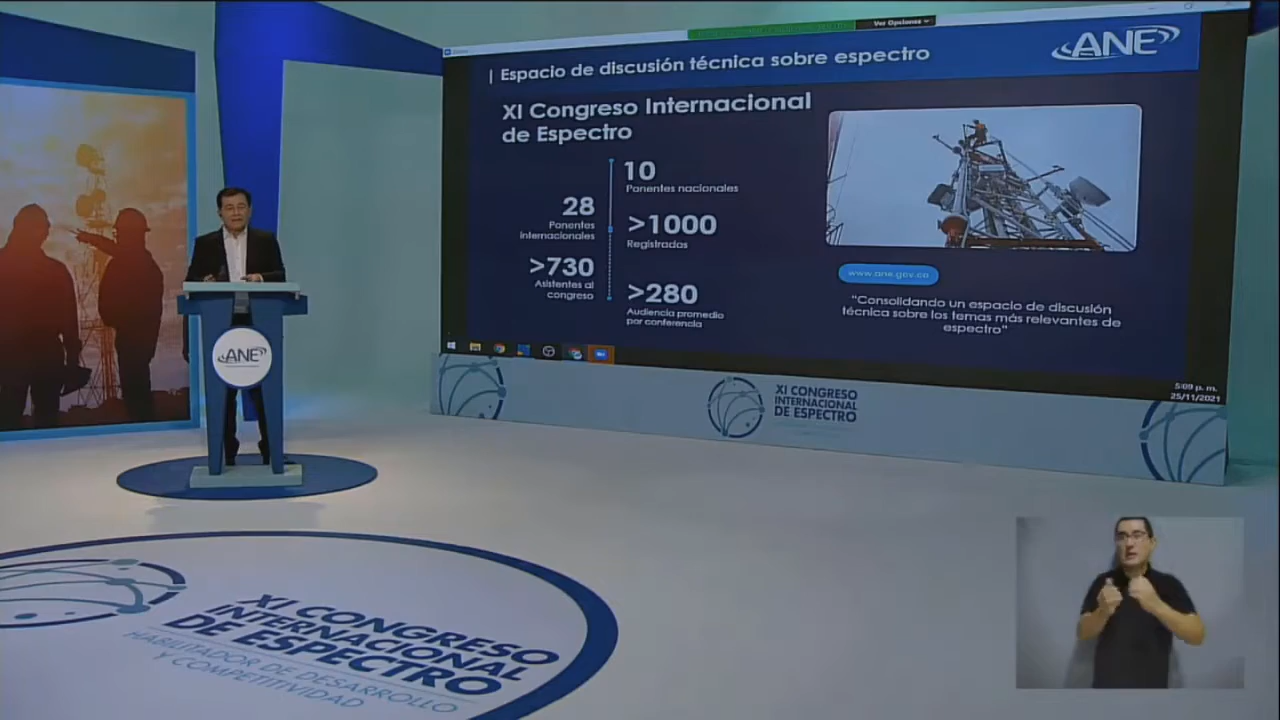 Ver Opciones
| Espacio de discusión técnica sobre espectro
ANE
XI Congreso Internacional
de Espectro
10
Ponentes nacionales
28
Ponentes
internacionales
>1000
Registrados
>730
Asistentes al
congreso
>280
Audiencia promedio
por conferencia
www.ane.gov.co
“Consolidando un espacio de discusión
técnica sobre los temas más relevantes de
espectro”
5:09 p. m.
25/11/2021
ANE
XI CONGRESO
INTERNACIONAL
DE ESPECTRO
XI CONGRESO
INTERNACIONAL
DE ESPECTRO
HABILITADOR DE DESARROLLO
Y COMPETITIVIDAD